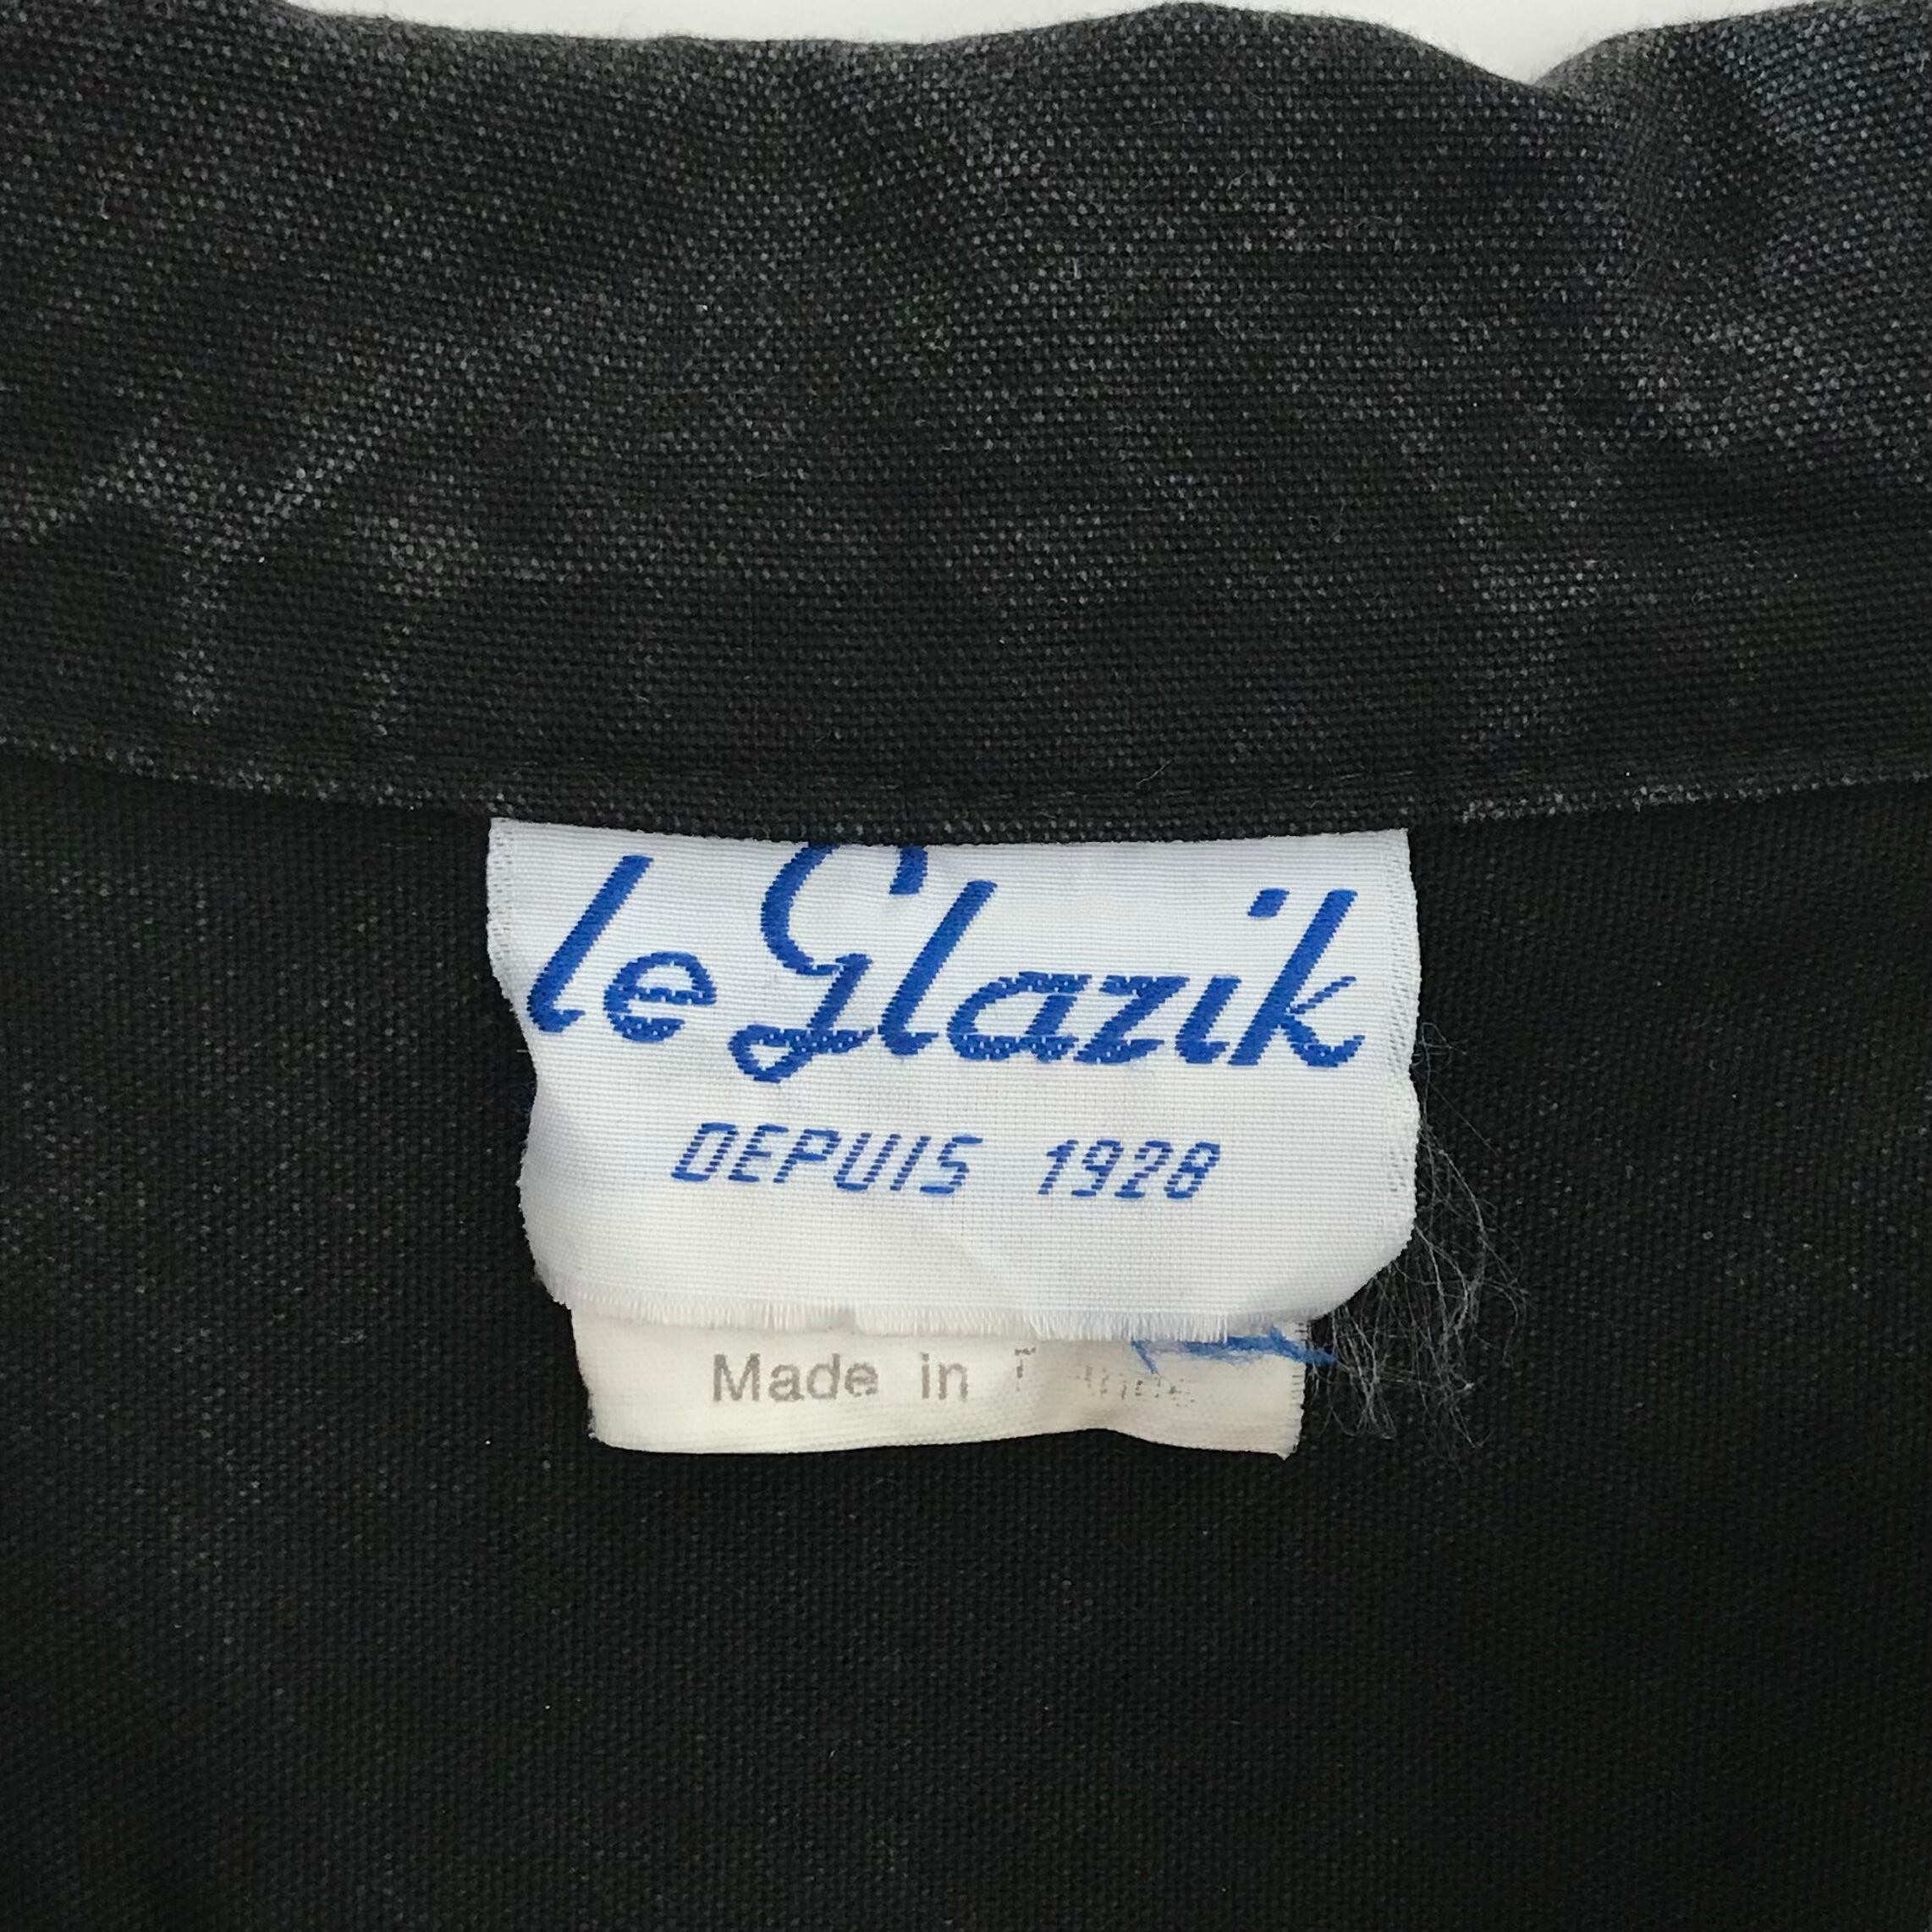 le Glazik
DEPUIS 1928
Made in